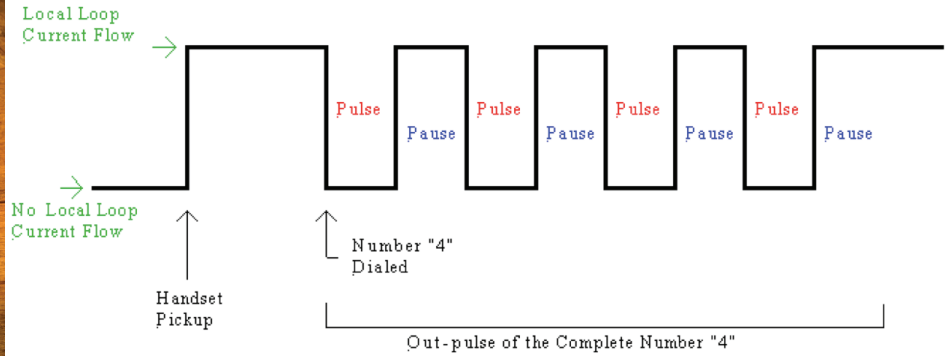 Local Loop
Current Flow
Pulse
Pulse
Pulse
Pulse
Pause
Pause
Pause
Pause
No Local Loop
Current Flow
Number "4"
Dialed
Handset
Pickup
Out-pulse of the Complete Number "4"